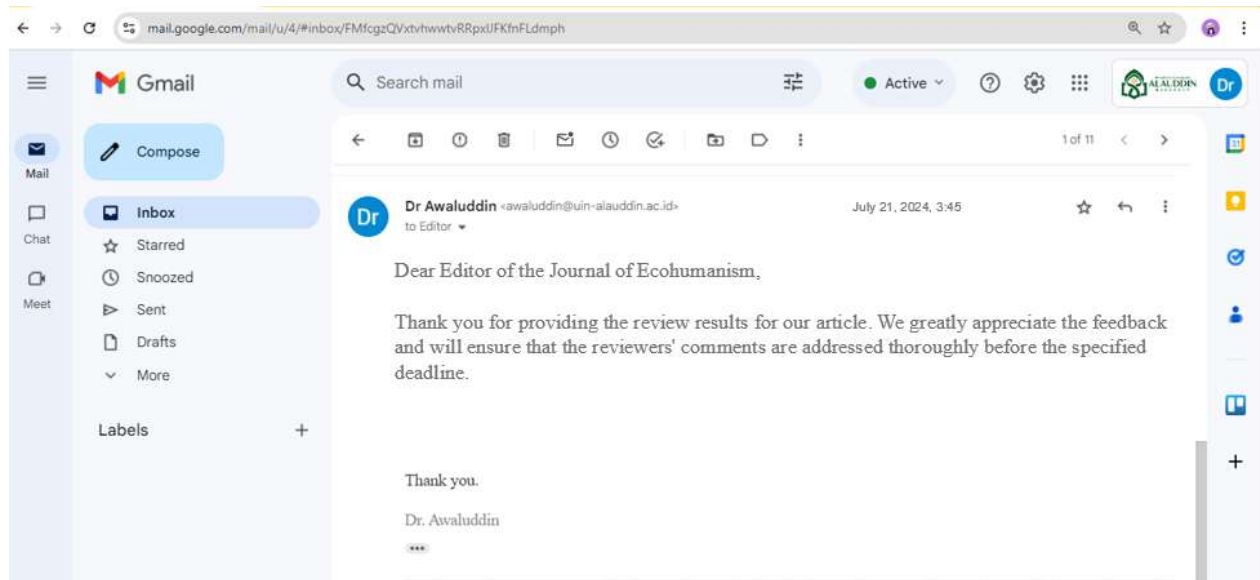 mail.google.com/mail/u/4/#inbox/FMfcgzQVxtvhwwtvRRpxUFKfnFLdmph
Gmail
Search mail
Active
ALAUDDIN
Dr
Mail
Chat
Meet
Compose
Inbox
Starred
Snoozed
Sent
Drafts
More
Labels
1 of 11
31
Dr
Dr Awaluddin <awaluddin@uin-alauddin.ac.id>
July 21, 2024, 3:45
to Editor
Dear Editor of the Journal of Ecohumanism,
Thank you for providing the review results for our article. We greatly appreciate the feedback
and will ensure that the reviewers' comments are addressed thoroughly before the specified
deadline.
Thank you.
Dr. Awaluddin